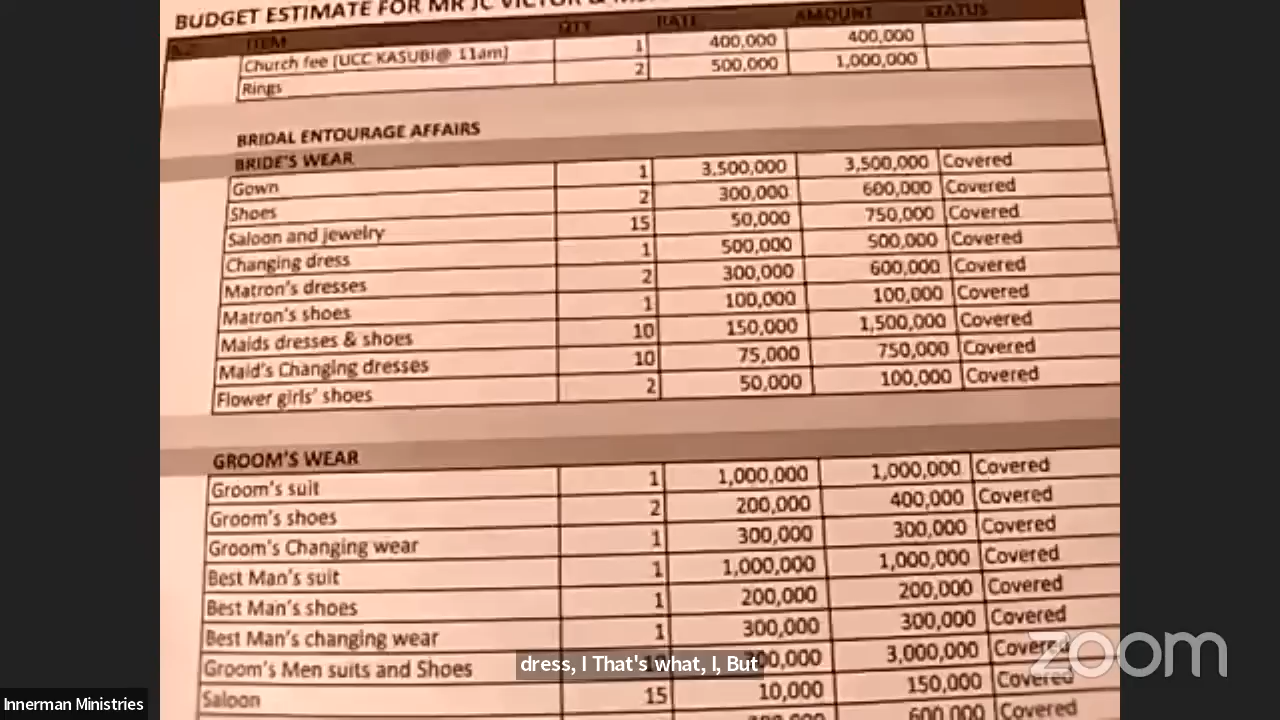 BUDGET ESTIMATE FOR MR JC VICTOR &
ITEM QTY RATE AMOUNT STATUS
Church fee (UCC KASUBI@ 11am) 1 400,000 400,000
Rings 2 500,000 1,000,000
BRIDAL ENTOURAGE AFFAIRS
BRIDE'S WEAR
Gown 1 3,500,000 3,500,000 Covered
Shoes 2 300,000 600,000 Covered
Saloon and jewelry 15 50,000 750,000 Covered
Changing dress 1 500,000 500,000 Covered
Matron's dresses 2 300,000 600,000 Covered
Matron's shoes 1 100,000 100,000 Covered
Maids dresses & shoes 10 150,000 1,500,000 Covered
Maid's Changing dresses 10 75,000 750,000 Covered
Flower girls' shoes 2 50,000 100,000 Covered
GROOM'S WEAR
Groom's suit 1 1,000,000 1,000,000 Covered
Groom's shoes 2 200,000 400,000 Covered
Groom's Changing wear 1 300,000 300,000 Covered
Best Man's suit 1 1,000,000 1,000,000 Covered
Best Man's shoes 1 200,000 200,000 Covered
Best Man's changing wear 1 300,000 300,000 Covered
Groom's Men suits and Shoes 3,000,000 Covered
Saloon 15 10,000 150,000 Covered
600,000 Covered
dress, I That's what, I, But
zoom
Innerman Ministries